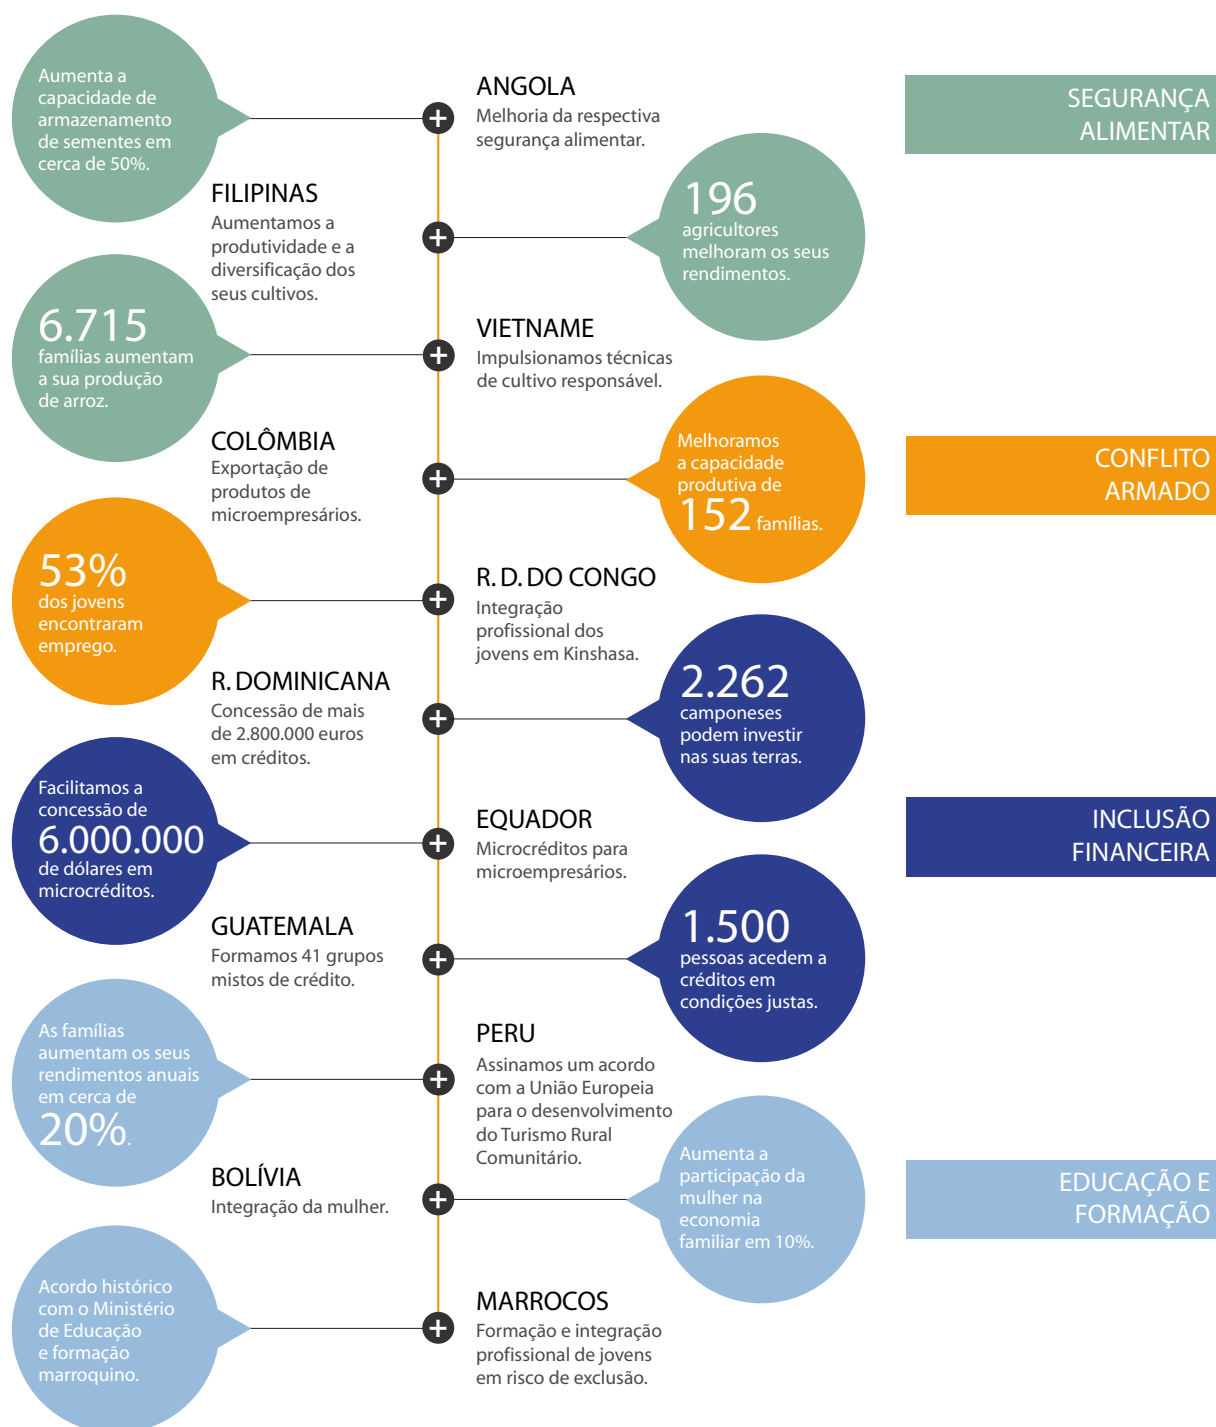 Aumenta a
capacidade de
armazenamento
de sementes em
cerca de 50%.
ANGOLA
Melhoria da respectiva
segurança alimentar.
SEGURANÇA
ALIMENTAR
FILIPINAS
Aumentamos a
produtividade e a
diversificação dos
seus cultivos.
196
agricultores
melhoram os seus
rendimentos.
6.715
famílias aumentam
a sua produção
de arroz.
VIETNAME
Impulsionamos técnicas
de cultivo responsável.
COLÔMBIA
Exportação de
produtos de
microempresários.
Melhoramos
a capacidade
produtiva de
152 famílias.
CONFLITO
ARMADO
53%
dos jovens
encontraram
emprego.
R. D. DO CONGO
Integração
profissional dos
jovens em Kinshasa.
R. DOMINICANA
Concessão de mais
de 2.800.000 euros
em créditos.
2.262
camponeses
podem investir
nas suas terras.
Facilitamos a
concessão de
6.000.000
de dólares em
microcréditos.
EQUADOR
Microcréditos para
microempresários.
INCLUSÃO
FINANCEIRA
GUATEMALA
Formamos 41 grupos
mistos de crédito.
1.500
pessoas acedem a
créditos em
condições justas.
As famílias
aumentam os seus
rendimentos anuais
em cerca de
20%.
PERU
Assinamos um acordo
com a União Europeia
para o desenvolvimento
do Turismo Rural
Comunitário.
BOLÍVIA
Integração da mulher.
Aumenta a
participação da
mulher na
economia
familiar em 10%.
EDUCAÇÃO E
FORMAÇÃO
Acordo histórico
com o Ministério
de Educação
e formação
marroquino.
MARROCOS
Formação e integração
profissional de jovens
em risco de exclusão.